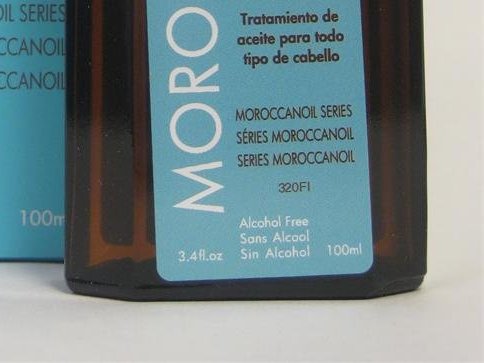 OIL SERIES
CCANOIL
CCANOIL
100m
MORO
Tratamiento de
aceite para todo
tipo de cabello
MOROCCANOIL SERIES
SÉRIES MOROCCANOIL
SERIES MOROCCANOIL
320FI
Alcohol Free
Sans Alcool
3.4fl.oz Sin Alcohol 100ml